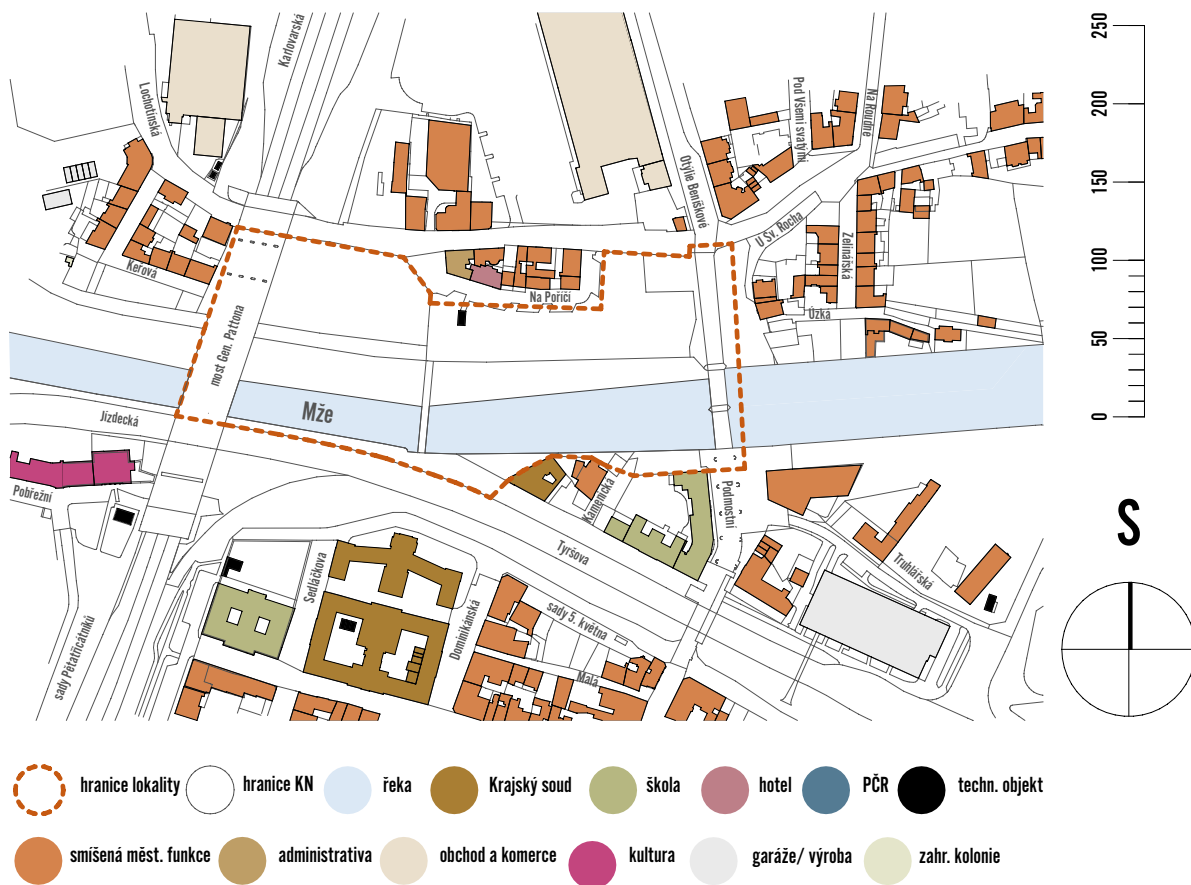 Karlovarská
Lochotínská
Keřová
most Gen. Pattona
Na Poříčí
Otýlie Beníškové
Pod Všemi svatými
Na Roudné
U Sv. Rocha
Zelinářská
Úzká
Mže
Jízdecká
Pobřežní
Kamenická
Podmostní
Tyršova
Truhlářská
Sedláčkova
Dominikánská
sady 5. května
Malá
sady Pětatřicátníků
250
200
150
100
50
0
S
hranice lokality
hranice KN
řeka
Krajský soud
škola
hotel
PČR
techn. objekt
smíšená měst. funkce
administrativa
obchod a komerce
kultura
garáže/ výroba
zahr. kolonie